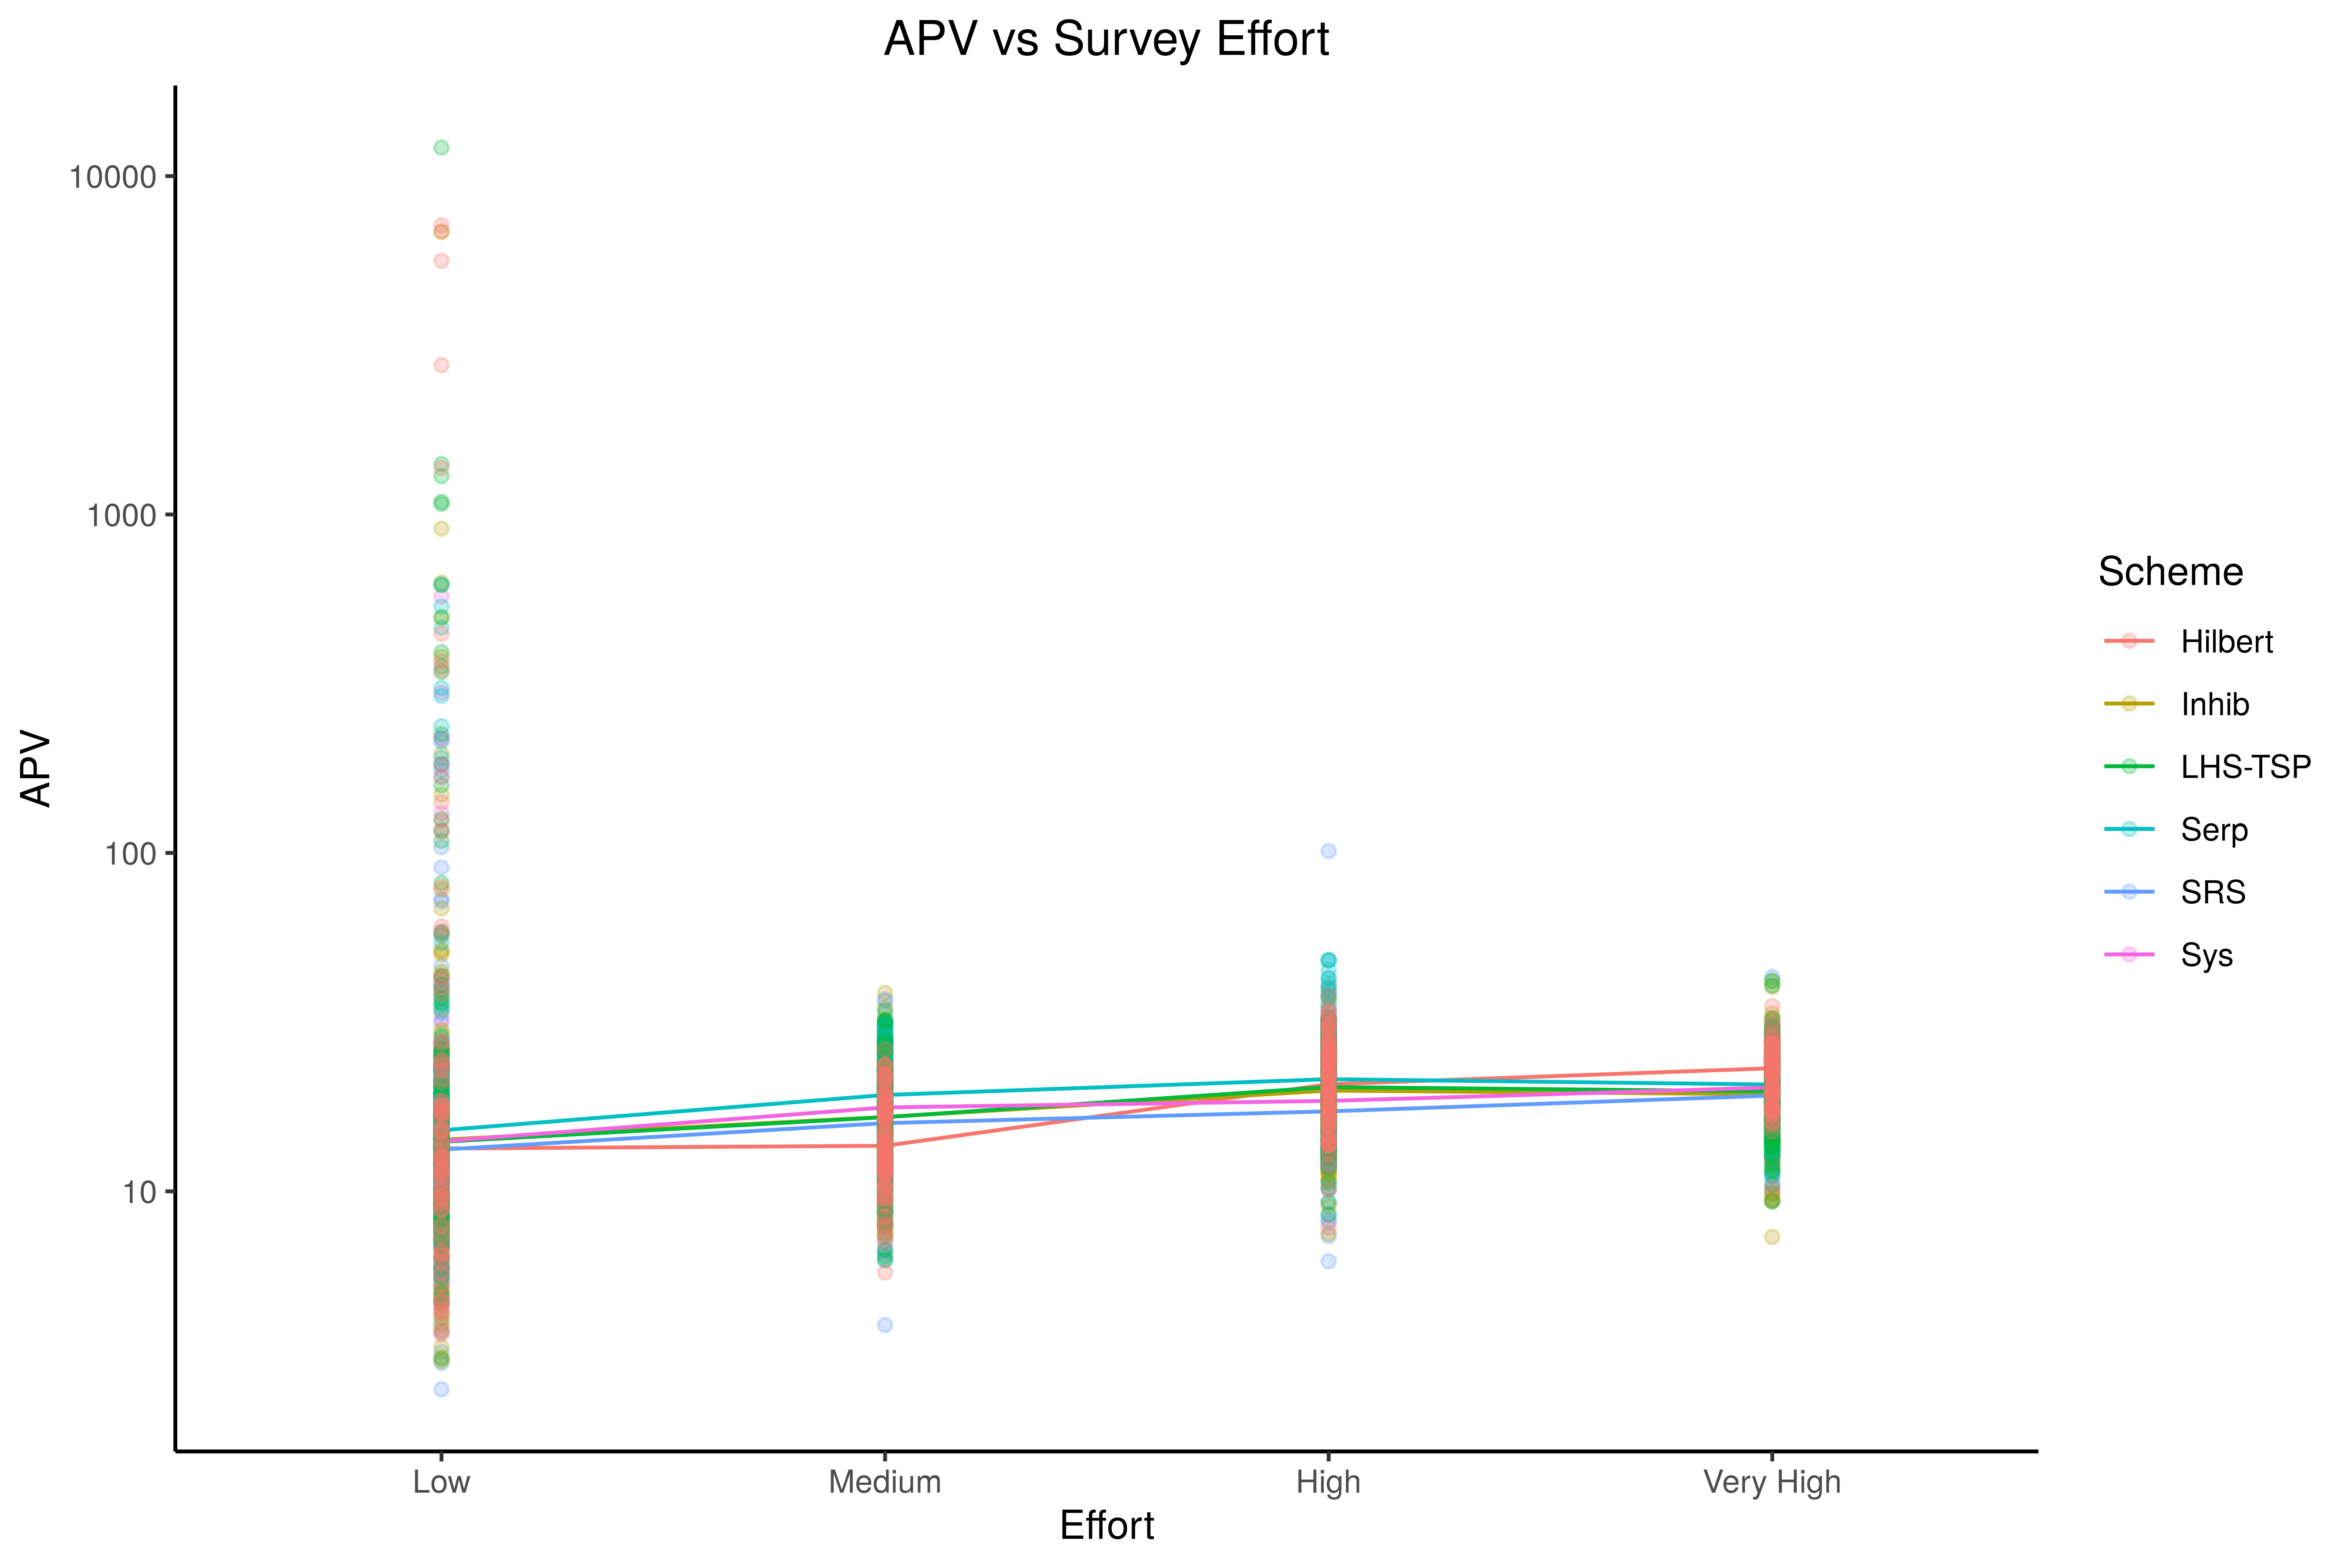 APV vs Survey Effort
10000
1000
100
10
APV
Low
Medium
High
Very High
Effort
Scheme
Hilbert
Inhib
LHS-TSP
Serp
SRS
Sys